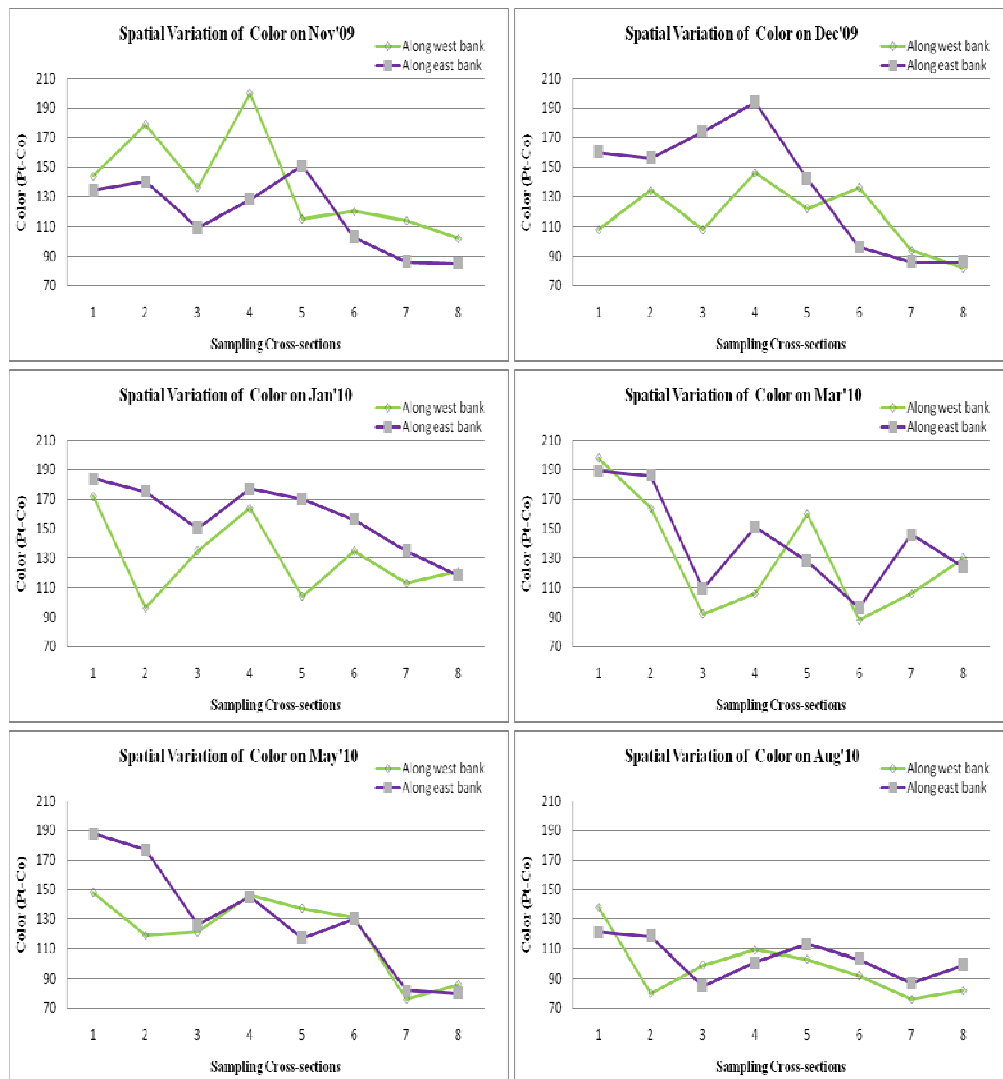 Spatial Variation of Color on Nov'09
Along west bank
Along east bank
Color (Pt-Co)
210
190
170
150
130
110
90
70
1 2 3 4 5 6 7 8
Sampling Cross-sections
Spatial Variation of Color on Dec'09
Along west bank
Along east bank
Color (Pt-Co)
210
190
170
150
130
110
90
70
1 2 3 4 5 6 7 8
Sampling Cross-sections
Spatial Variation of Color on Jan'10
Along west bank
Along east bank
Color (Pt-Co)
210
190
170
150
130
110
90
70
1 2 3 4 5 6 7 8
Sampling Cross-sections
Spatial Variation of Color on Mar'10
Along west bank
Along east bank
Color (Pt-Co)
210
190
170
150
130
110
90
70
1 2 3 4 5 6 7 8
Sampling Cross-sections
Spatial Variation of Color on May'10
Along west bank
Along east bank
Color (Pt-Co)
210
190
170
150
130
110
90
70
1 2 3 4 5 6 7 8
Sampling Cross-sections
Spatial Variation of Color on Aug'10
Along west bank
Along east bank
Color (Pt-Co)
210
190
170
150
130
110
90
70
1 2 3 4 5 6 7 8
Sampling Cross-sections